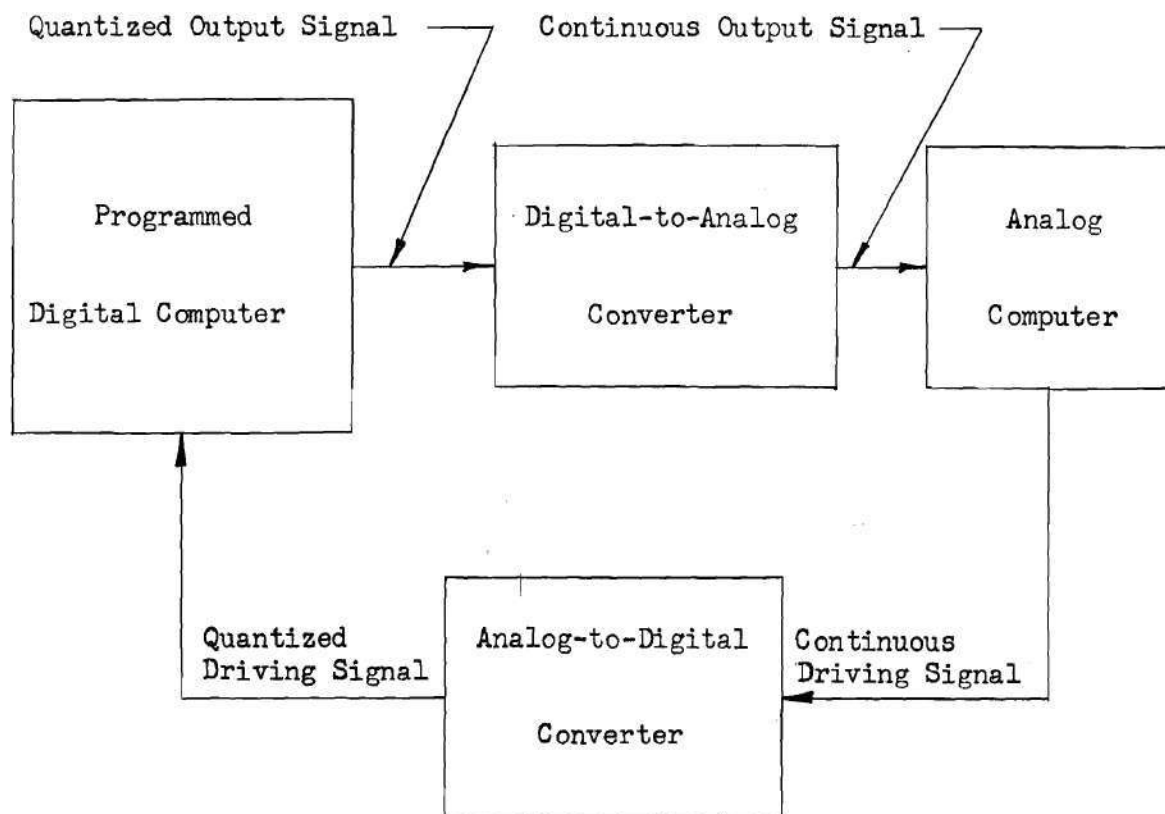 Quantized Output Signal
Continuous Output Signal
Programmed
Digital Computer
Digital-to-Analog
Converter
Analog
Computer
Quantized
Driving Signal
Analog-to-Digital
Converter
Continuous
Driving Signal